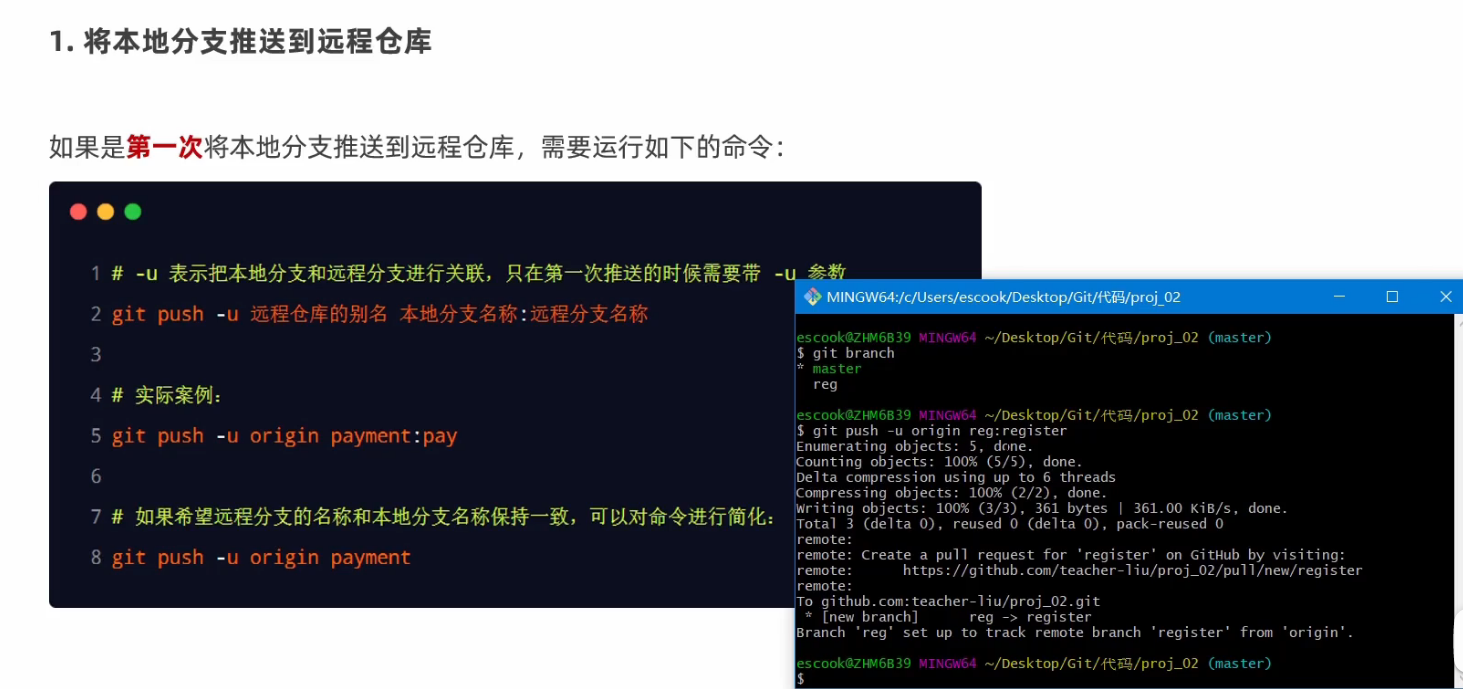 1. 将本地分支推送到远程仓库
如果是第一次将本地分支推送到远程仓库，需要运行如下的命令：
1 # -u 表示把本地分支和远程分支进行关联，只在第一次推送的时候需要带 -u 参数
2 git push -u 远程仓库的别名 本地分支名称:远程分支名称
3
4 # 实际案例：
5 git push -u origin payment:pay
6
7 # 如果希望远程分支的名称和本地分支名称保持一致，可以对命令进行简化：
8 git push -u origin payment
MINGW64:/c/Users/escook/Desktop/Git/代码/proj_02
escook@ZHM6B39 MINGW64 ~/Desktop/Git/代码/proj_02 (master)
$ git branch
* master
reg
escook@ZHM6B39 MINGW64 ~/Desktop/Git/代码/proj_02 (master)
$ git push -u origin reg:register
Enumerating objects: 5, done.
Counting objects: 100% (5/5), done.
Delta compression using up to 6 threads
Compressing objects: 100% (2/2), done.
Writing objects: 100% (3/3), 361 bytes | 361.00 KiB/s, done.
Total 3 (delta 0), reused 0 (delta 0), pack-reused 0
remote:
remote: Create a pull request for 'register' on GitHub by visiting:
remote:      https://github.com/teacher-liu/proj_02/pull/new/register
remote:
To github.com:teacher-liu/proj_02.git
* [new branch]      reg -> register
Branch 'reg' set up to track remote branch 'register' from 'origin'.
escook@ZHM6B39 MINGW64 ~/Desktop/Git/代码/proj_02 (master)
$